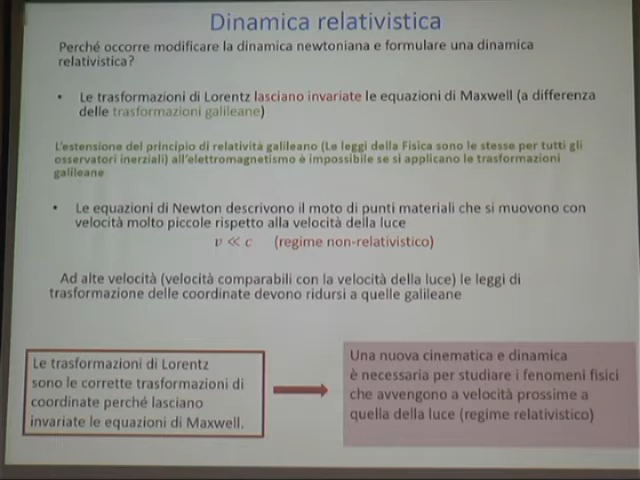 Dinamica relativistica
Perché occorre modificare la dinamica newtoniana e formulare una dinamica
relativistica?
• Le trasformazioni di Lorentz lasciano invariate le equazioni di Maxwell (a differenza
delle trasformazioni galileane)
L'estensione del principio di relatività galileano (Le leggi della Fisica sono le stesse per tutti gli
osservatori inerziali) all'elettromagnetismo è impossibile se si applicano le trasformazioni
galileane
• Le equazioni di Newton descrivono il moto di punti materiali che si muovono con
velocità molto piccole rispetto alla velocità della luce
v << c (regime non-relativistico)
Ad alte velocità (velocità comparabili con la velocità della luce) le leggi di
trasformazione delle coordinate devono ridursi a quelle galileane
Le trasformazioni di Lorentz
sono le corrette trasformazioni di
coordinate perché lasciano
invariate le equazioni di Maxwell.
Una nuova cinematica e dinamica
è necessaria per studiare i fenomeni fisici
che avvengono a velocità prossime a
quella della luce (regime relativistico)